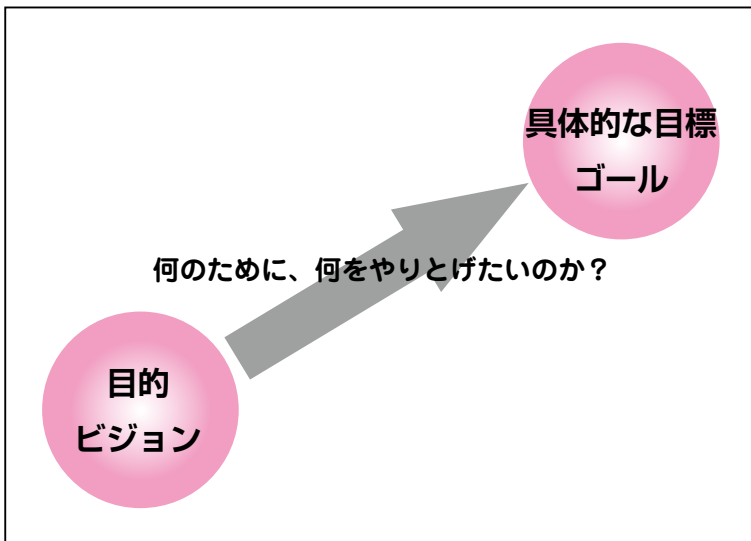 具体的な目標
ゴール
何のために、何をやりとげたいのか？
目的
ビジョン